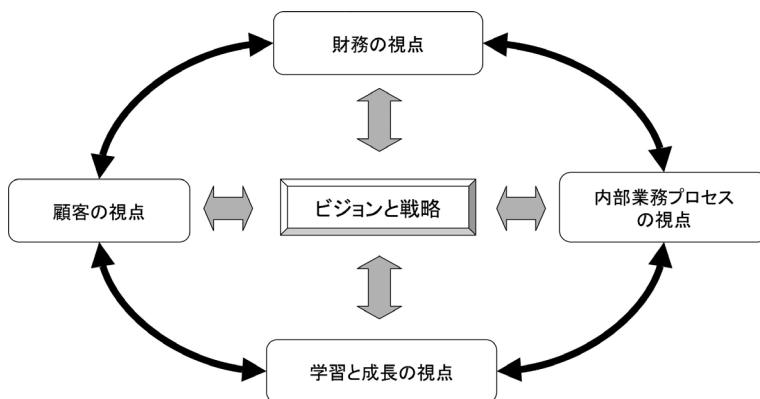 財務の視点
顧客の視点
ビジョンと戦略
内部業務プロセス
の視点
学習と成長の視点